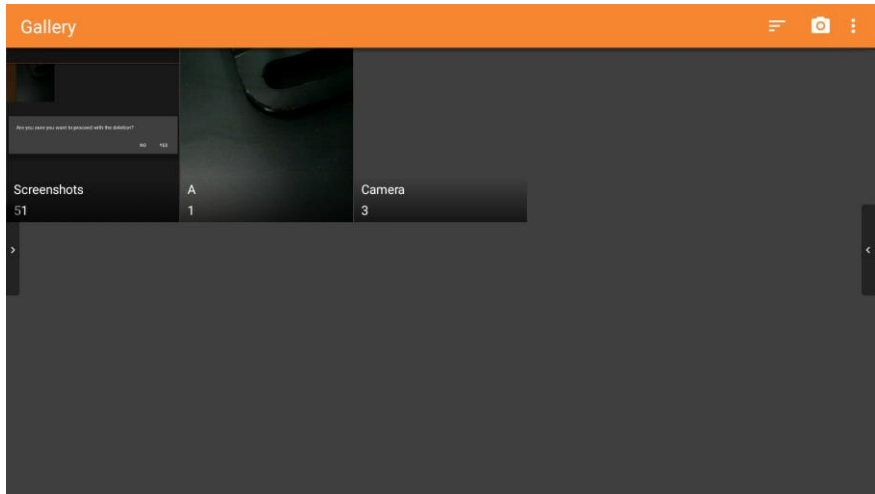 Gallery
Are you sure you want to proceed with the deletion?
NO YES
Screenshots
51
A
1
Camera
3